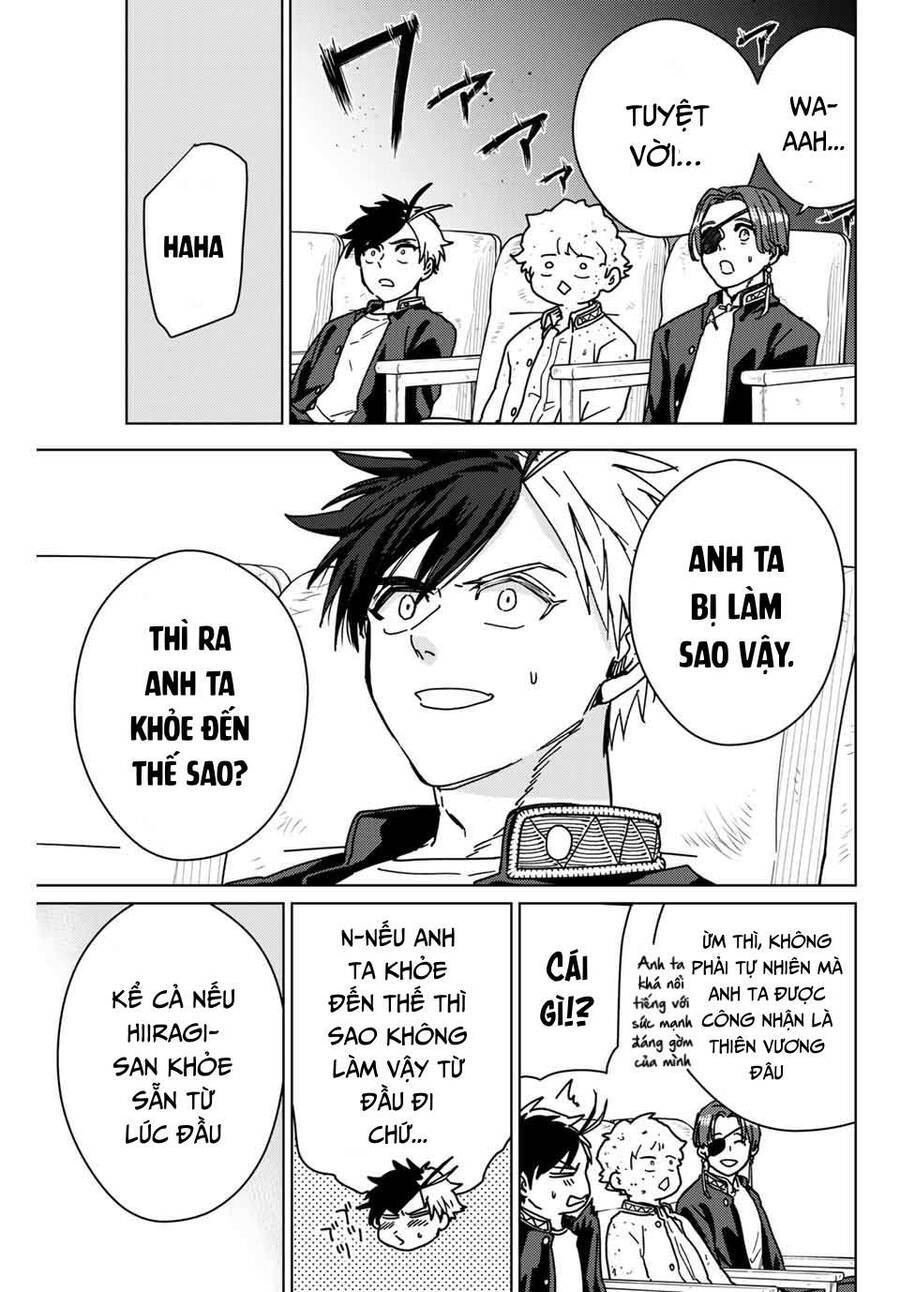 WA-
AAH...
TUYỆT
VỜI...
ワァ
HAHA
ANH TA
BỊ LÀM
SAO VẬY.
THÌ RA
ANH TA
KHỎE ĐẾN
THẾ SAO?
ỪM THÌ, KHÔNG
PHẢI TỰ NHIÊN MÀ
ANH TA ĐƯỢC
CÔNG NHẬN LÀ
THIÊN VƯƠNG
ĐÂU
Anh ta
khá nổi
tiếng với
sức mạnh
đáng gờm
của mình
CÁI
GÌ!?
N-NẾU ANH
TA KHỎE
ĐẾN THẾ THÌ
SAO KHÔNG
LÀM VẬY TỪ
ĐẦU ĐI
CHỨ...
KỂ CẢ NẾU
HIIRAGI-
SAN KHỎE
SẴN TỪ
LÚC ĐẦU